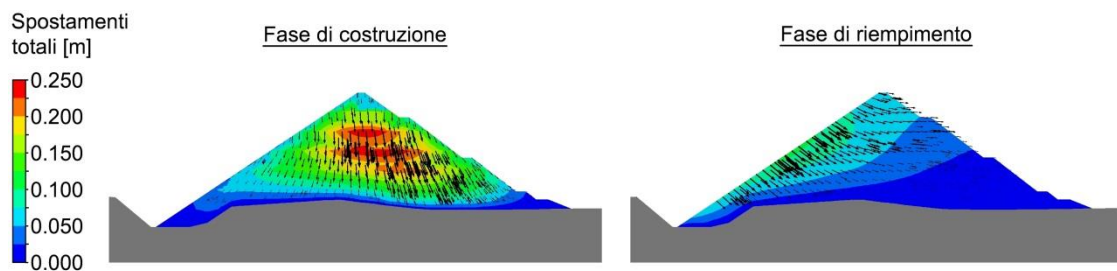 Spostamenti
totali [m]
Fase di costruzione
Fase di riempimento
0.250
0.200
0.150
0.100
0.050
0.000